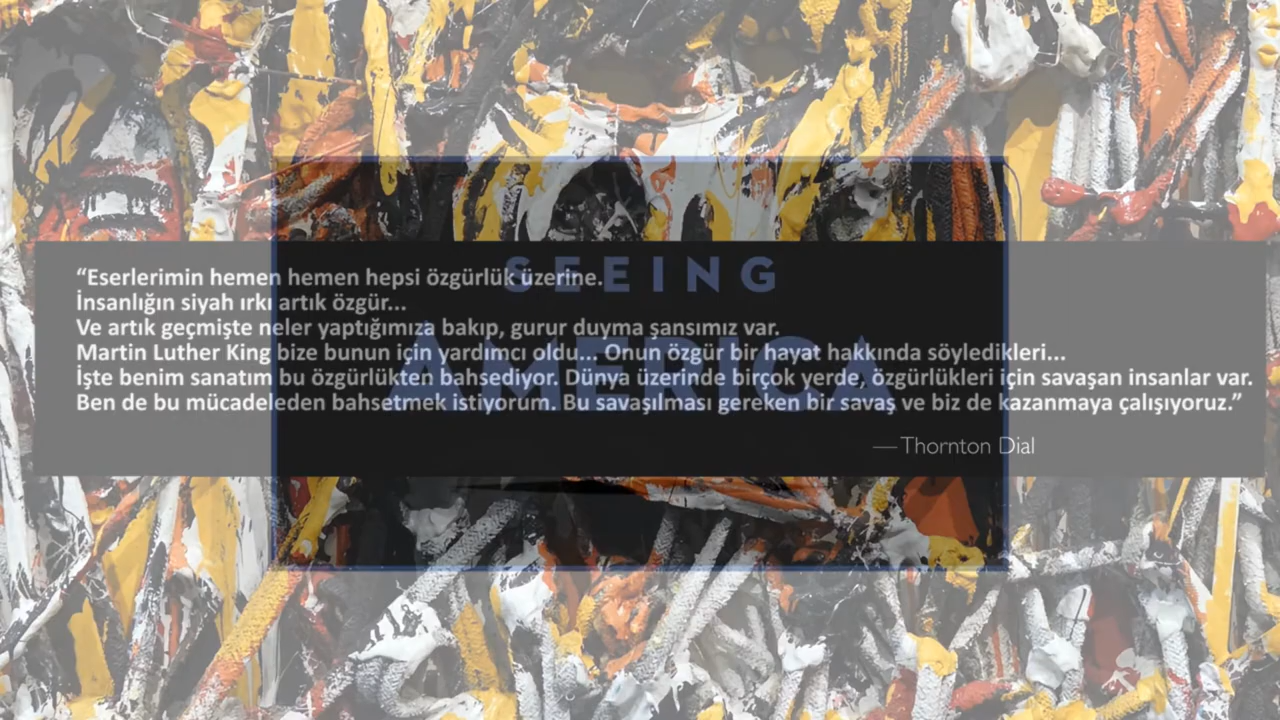 “Eserlerimin hemen hemen hepsi özgürlük üzerine.
İnsanlığın siyah ırkı artık özgür...
Ve artık geçmişte neler yaptığımıza bakıp, gurur duyma şansımız var.
Martin Luther King bize bunun için yardımcı oldu... Onun özgür bir hayat hakkında söyledikleri...
İşte benim sanatım bu özgürlükten bahsediyor. Dünya üzerinde birçok yerde, özgürlükleri için savaşan insanlar var.
Ben de bu mücadeleden bahsetmek istiyorum. Bu savaşılması gereken bir savaş ve biz de kazanmaya çalışıyoruz.”
— Thornton Dial
SEEING
AMERICA